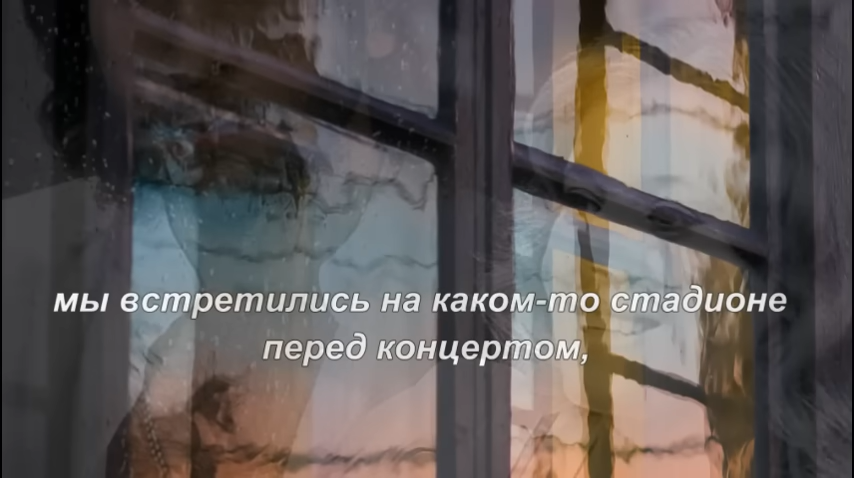 мы встретились на каком-то стадионе
перед концертом,